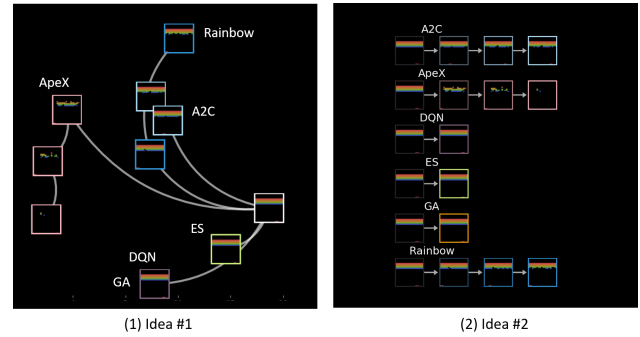 Rainbow
ApeX
A2C
ES
DQN
GA
(1) Idea #1
A2C
ApeX
DQN
ES
GA
Rainbow
(2) Idea #2